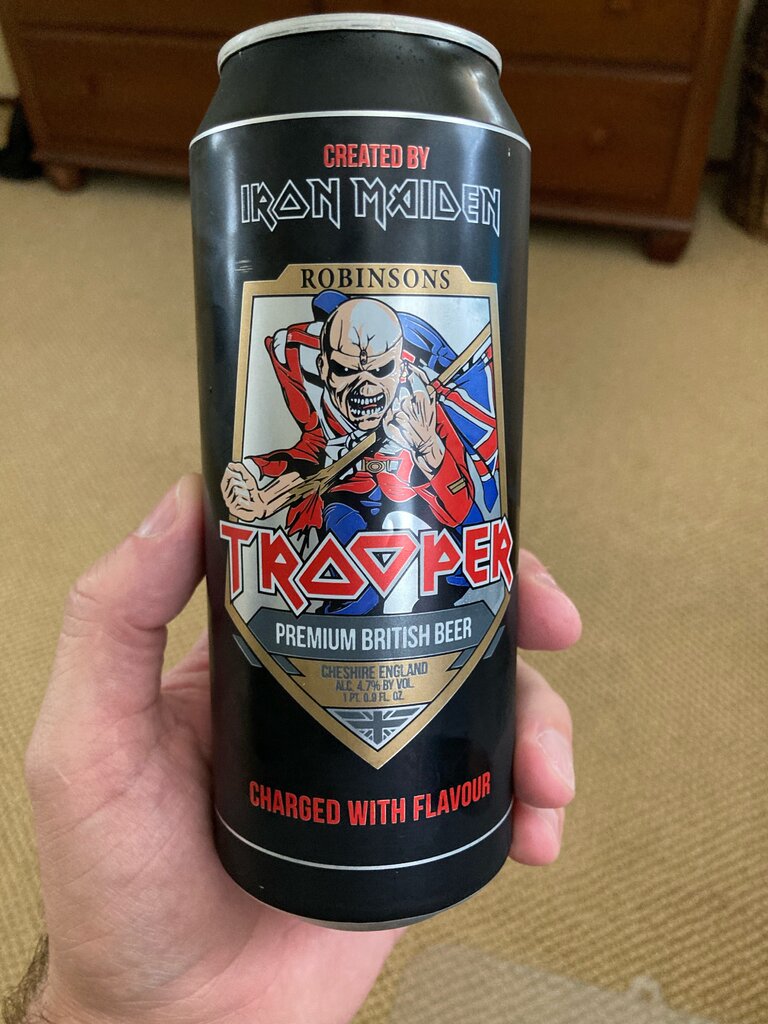 CREATED BY
IRON MAIDEN
ROBINSONS
TROOPER
PREMIUM BRITISH BEER
CHESHIRE ENGLAND
ALC. 4.7% BY VOL.
1 PT. 0.9 FL. OZ.
CHARGED WITH FLAVOUR